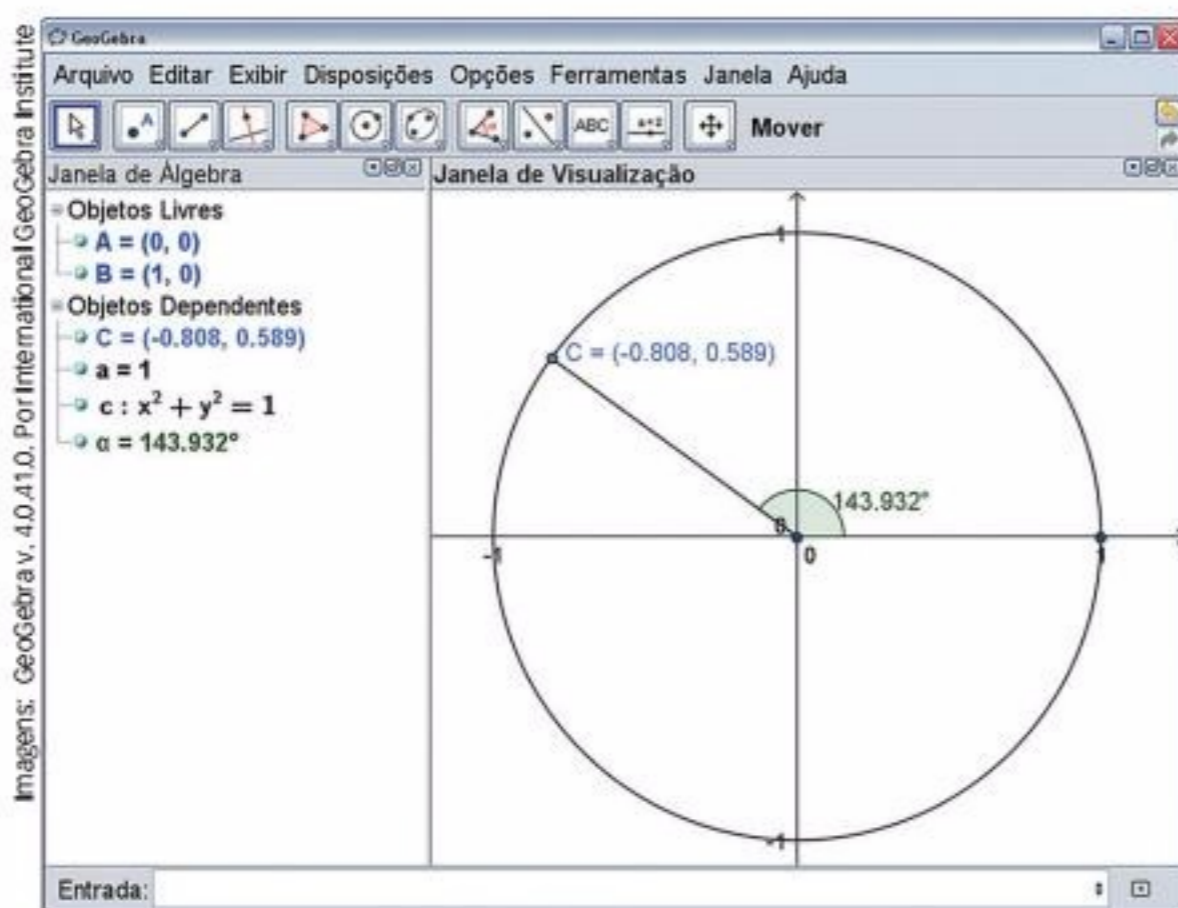 Imagens: GeoGebra v. 4.0.41.0. Por International GeoGebra Institute
GeoGebra
Arquivo Editar Exibir Disposições Opções Ferramentas Janela Ajuda
A
ABC
a=2
Mover
Janela de Álgebra
Janela de Visualização
Objetos Livres
A = (0, 0)
B = (1, 0)
Objetos Dependentes
C = (-0.808, 0.589)
a = 1
c : x² + y² = 1
α = 143.932°
1
C = (-0.808, 0.589)
143.932°
0
-1
0
1
-1
Entrada: